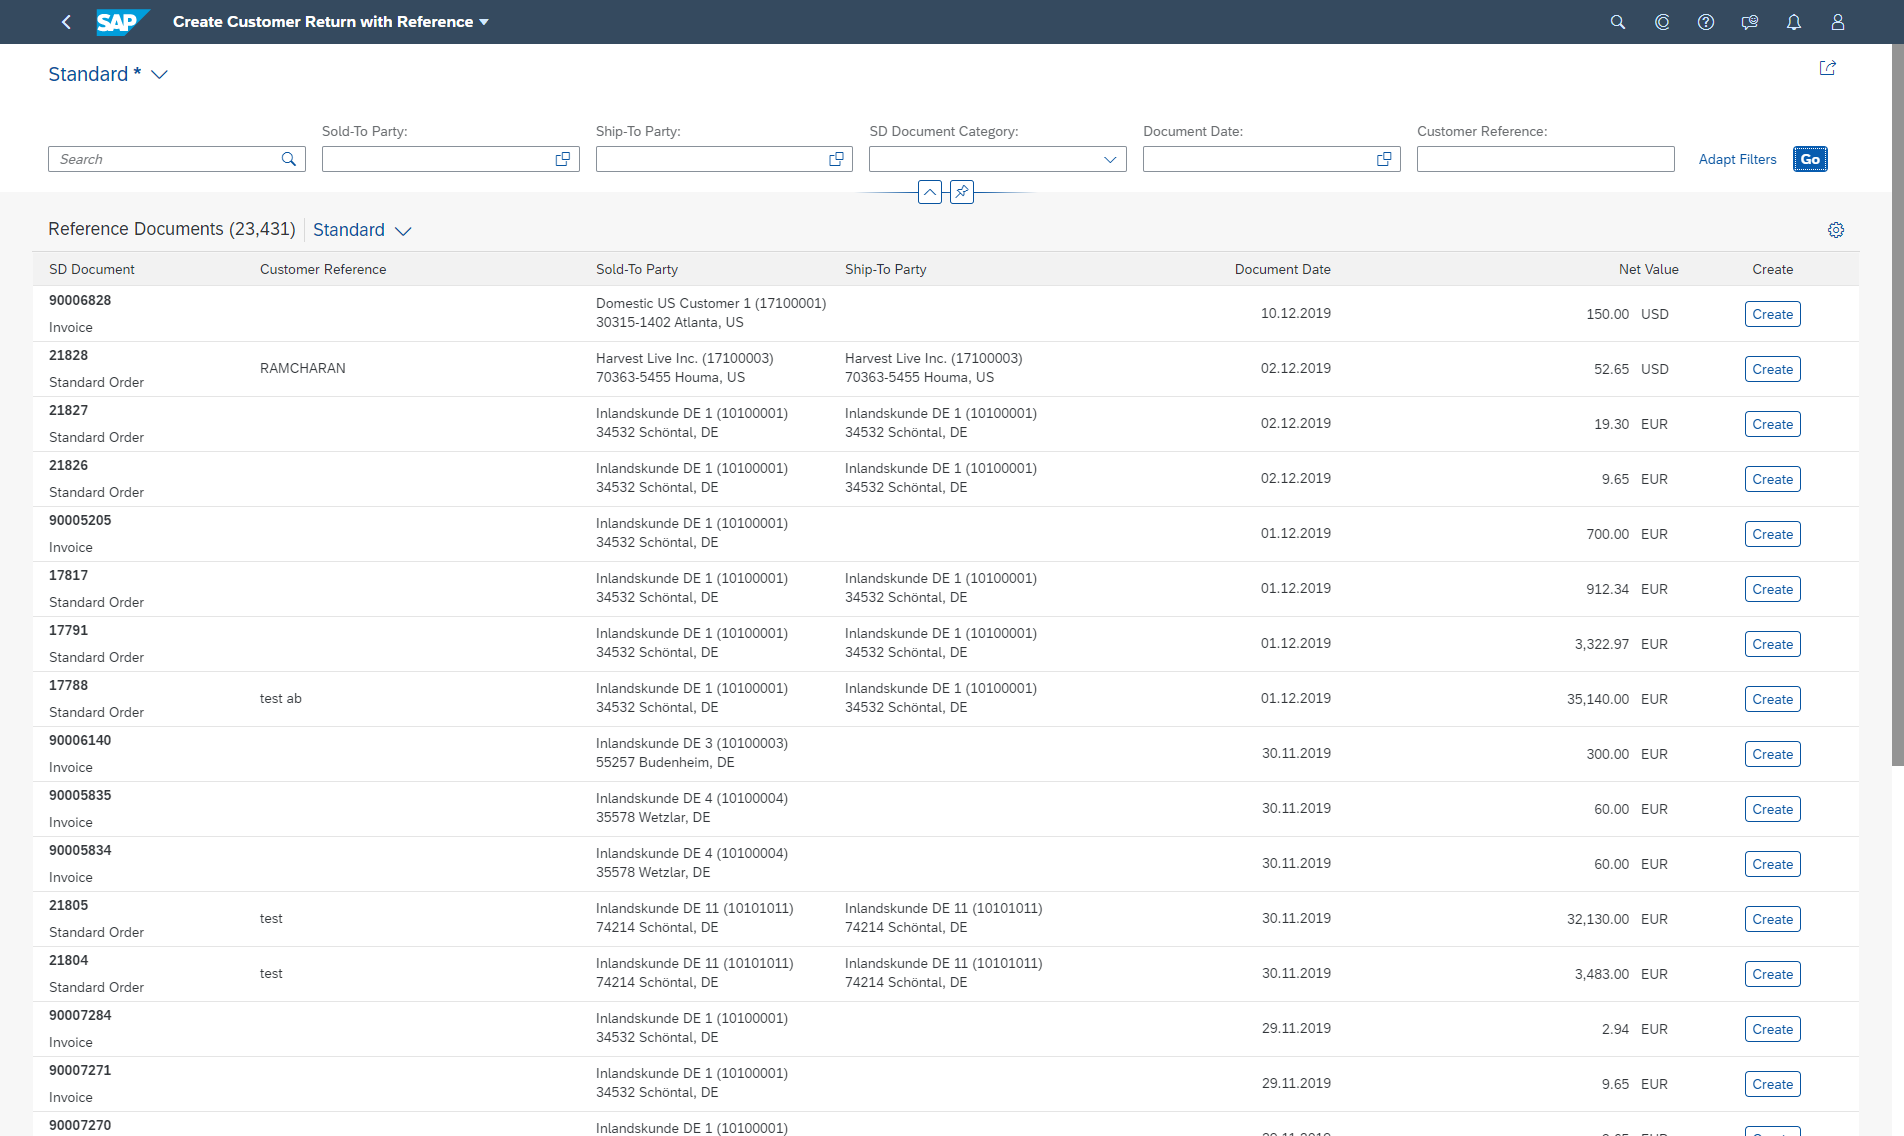 SAP Create Customer Return with Reference
Standard *
Sold-To Party: Ship-To Party: SD Document Category: Document Date: Customer Reference:
Search Adapt Filters Go
Reference Documents (23,431) Standard
SD Document Customer Reference Sold-To Party Ship-To Party Document Date Net Value Create
90006828
Invoice
Domestic US Customer 1 (17100001)
30315-1402 Atlanta, US
10.12.2019 150.00 USD Create
21828
Standard Order
RAMCHARAN
Harvest Live Inc. (17100003)
70363-5455 Houma, US
Harvest Live Inc. (17100003)
70363-5455 Houma, US
02.12.2019 52.65 USD Create
21827
Standard Order
Inlandskunde DE 1 (10100001)
34532 Schöntal, DE
Inlandskunde DE 1 (10100001)
34532 Schöntal, DE
02.12.2019 19.30 EUR Create
21826
Standard Order
Inlandskunde DE 1 (10100001)
34532 Schöntal, DE
Inlandskunde DE 1 (10100001)
34532 Schöntal, DE
02.12.2019 9.65 EUR Create
90005205
Invoice
Inlandskunde DE 1 (10100001)
34532 Schöntal, DE
01.12.2019 700.00 EUR Create
17817
Standard Order
Inlandskunde DE 1 (10100001)
34532 Schöntal, DE
Inlandskunde DE 1 (10100001)
34532 Schöntal, DE
01.12.2019 912.34 EUR Create
17791
Standard Order
Inlandskunde DE 1 (10100001)
34532 Schöntal, DE
Inlandskunde DE 1 (10100001)
34532 Schöntal, DE
01.12.2019 3,322.97 EUR Create
17788
Standard Order
test ab
Inlandskunde DE 1 (10100001)
34532 Schöntal, DE
Inlandskunde DE 1 (10100001)
34532 Schöntal, DE
01.12.2019 35,140.00 EUR Create
90006140
Invoice
Inlandskunde DE 3 (10100003)
55257 Budenheim, DE
30.11.2019 300.00 EUR Create
90005835
Invoice
Inlandskunde DE 4 (10100004)
35578 Wetzlar, DE
30.11.2019 60.00 EUR Create
90005834
Invoice
Inlandskunde DE 4 (10100004)
35578 Wetzlar, DE
30.11.2019 60.00 EUR Create
21805
Standard Order
test
Inlandskunde DE 11 (10101011)
74214 Schöntal, DE
Inlandskunde DE 11 (10101011)
74214 Schöntal, DE
30.11.2019 32,130.00 EUR Create
21804
Standard Order
test
Inlandskunde DE 11 (10101011)
74214 Schöntal, DE
Inlandskunde DE 11 (10101011)
74214 Schöntal, DE
30.11.2019 3,483.00 EUR Create
90007284
Invoice
Inlandskunde DE 1 (10100001)
34532 Schöntal, DE
29.11.2019 2.94 EUR Create
90007271
Invoice
Inlandskunde DE 1 (10100001)
34532 Schöntal, DE
29.11.2019 9.65 EUR Create
90007270
Inlandskunde DE 1 (10100001)